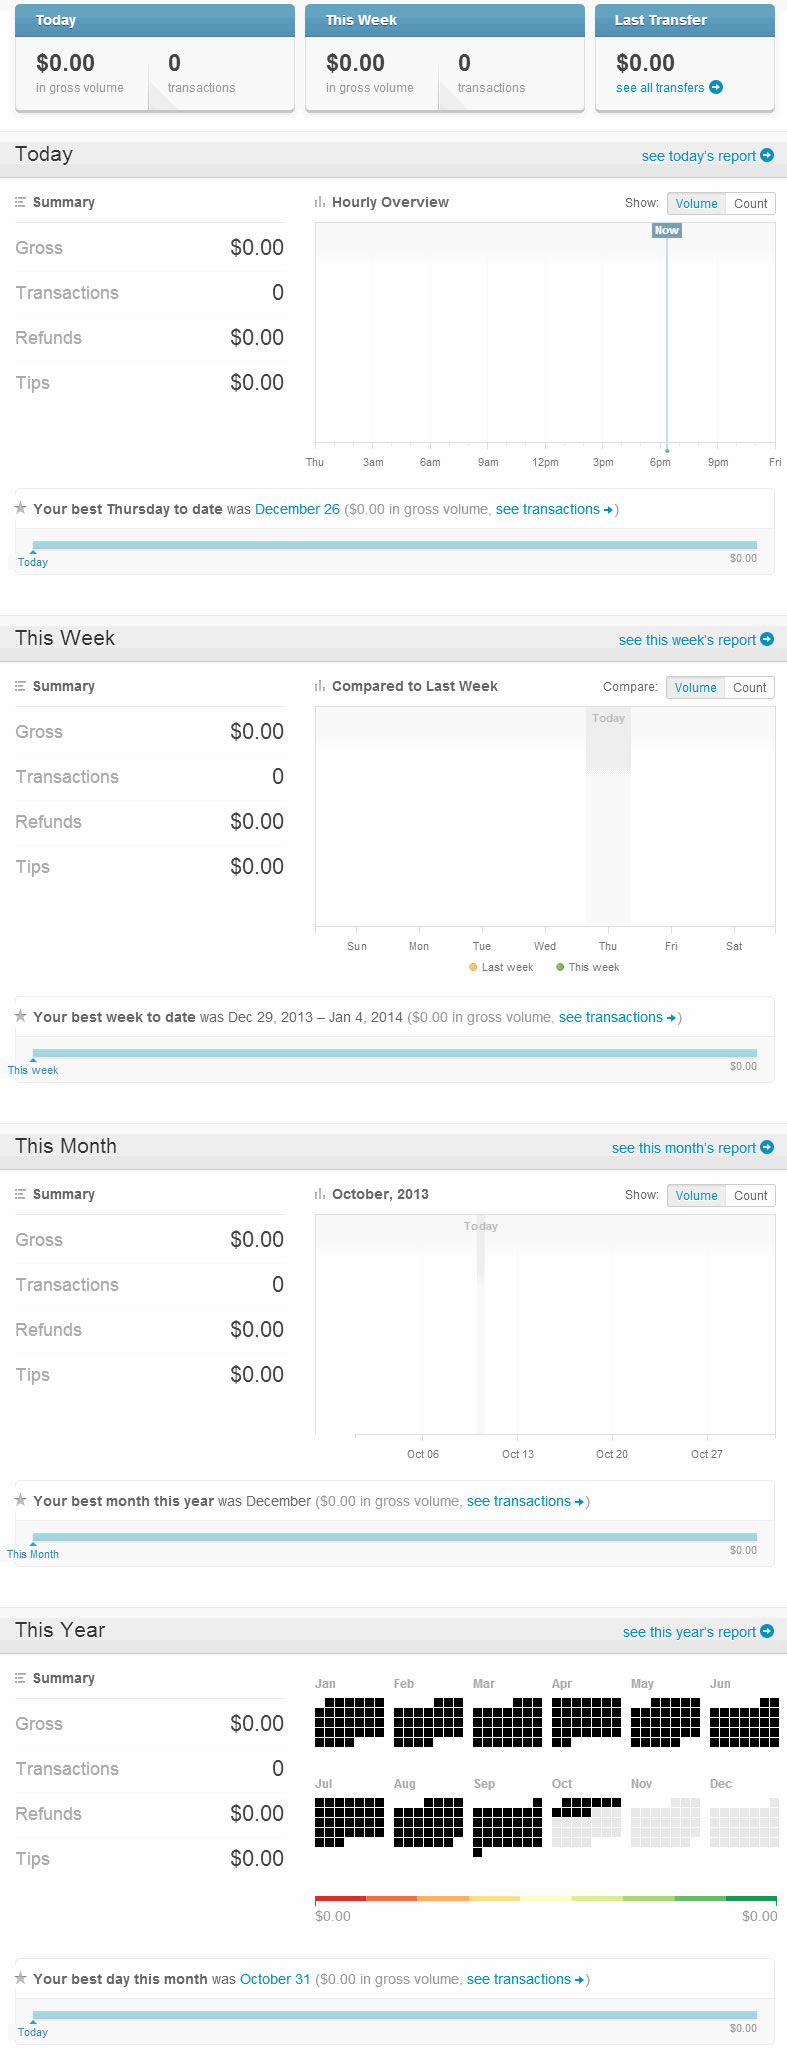 Today
This Week
Last Transfer
$0.00
0
$0.00
0
$0.00
in gross volume
transactions
in gross volume
transactions
see all transfers
Today
see today's report
Summary
Hourly Overview
Show:
Volume
Count
Gross
$0.00
Transactions
0
Refunds
$0.00
Tips
$0.00
Now
Thu
3am
6am
9am
12pm
3pm
6pm
9pm
Fri
Your best Thursday to date was December 26 ($0.00 in gross volume, see transactions )
Today
$0.00
This Week
see this week's report
Summary
Compared to Last Week
Compare:
Volume
Count
Gross
$0.00
Transactions
0
Refunds
$0.00
Tips
$0.00
Today
Sun
Mon
Tue
Wed
Thu
Fri
Sat
Last week
This week
Your best week to date was Dec 29, 2013 – Jan 4, 2014 ($0.00 in gross volume, see transactions )
This week
$0.00
This Month
see this month's report
Summary
October, 2013
Show:
Volume
Count
Gross
$0.00
Transactions
0
Refunds
$0.00
Tips
$0.00
Today
Oct 06
Oct 13
Oct 20
Oct 27
Your best month this year was December ($0.00 in gross volume, see transactions )
This Month
$0.00
This Year
see this year's report
Summary
Gross
$0.00
Transactions
0
Refunds
$0.00
Tips
$0.00
Jan
Feb
Mar
Apr
May
Jun
Jul
Aug
Sep
Oct
Nov
Dec
$0.00
$0.00
Your best day this month was October 31 ($0.00 in gross volume, see transactions )
Today
$0.00